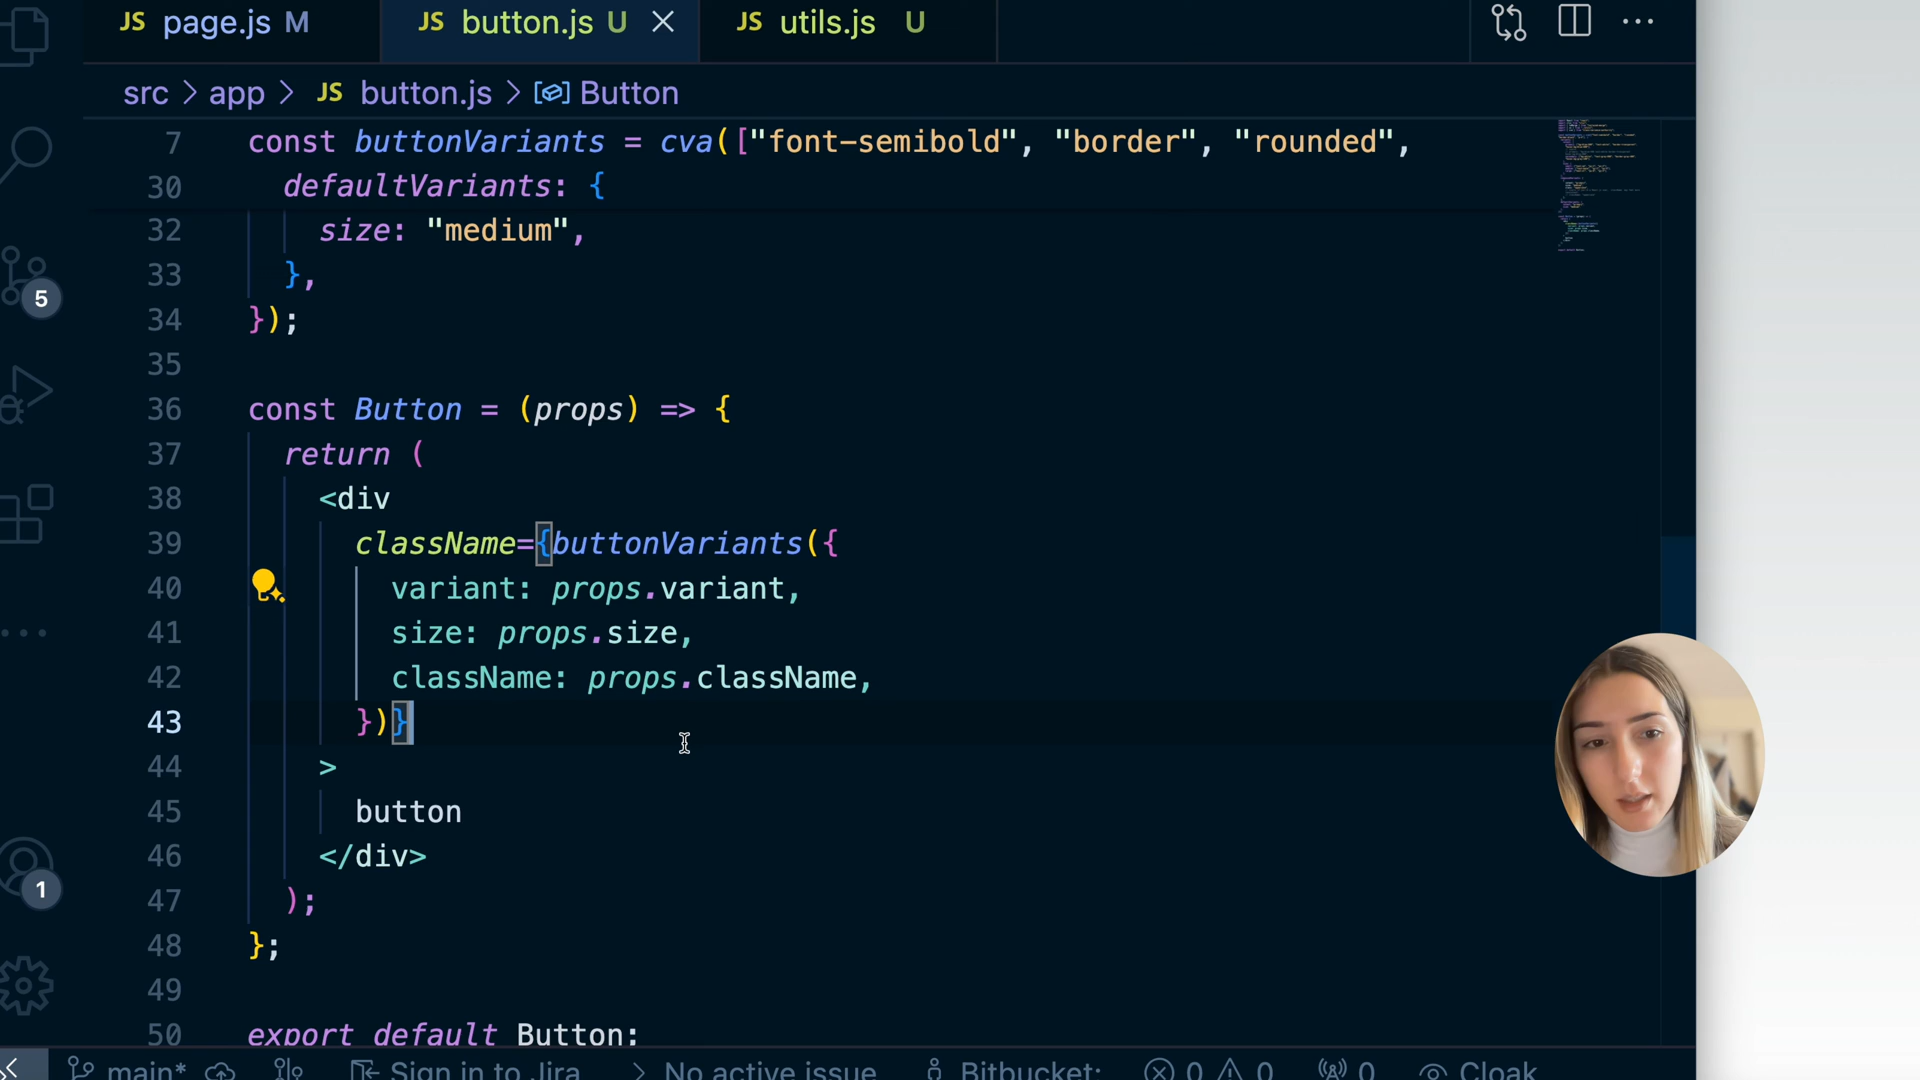 JS page.js M JS button.js U JS utils.js U
src > app > JS button.js > Button
7 const buttonVariants = cva(["font-semibold", "border", "rounded",
30 defaultVariants: {
32 size: "medium",
33 },
34 });
35
36 const Button = (props) => {
37 return (
38 <div
39 className={buttonVariants({
40 variant: props.variant,
41 size: props.size,
42 className: props.className,
43 })}
44 >
45 button
46 </div>
47 );
48 };
49
50 export default Button;
5
1
main* Sign in to Jira No active issue Bitbucket: 0 0 0 Cloak